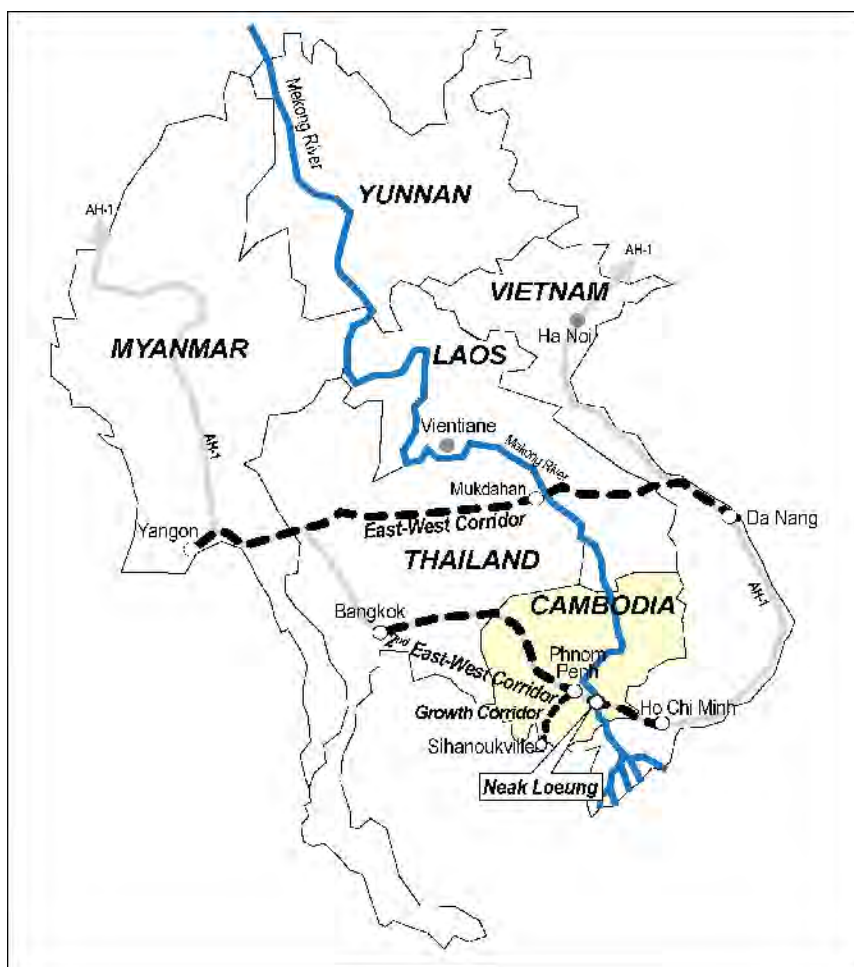 Mekong River
YUNNAN
AH-1
AH-1
VIETNAM
Ha Noi
MYANMAR
LAOS
Vientiane
AH-1
Mekong River
Mukdahan
Yangon
East-West Corridor
Da Nang
THAILAND
AH-1
CAMBODIA
Bangkok
2nd East-West Corridor
Phnom
Penh
Growth Corridor
Ho Chi Minh
Sihanoukville
Neak Loeung